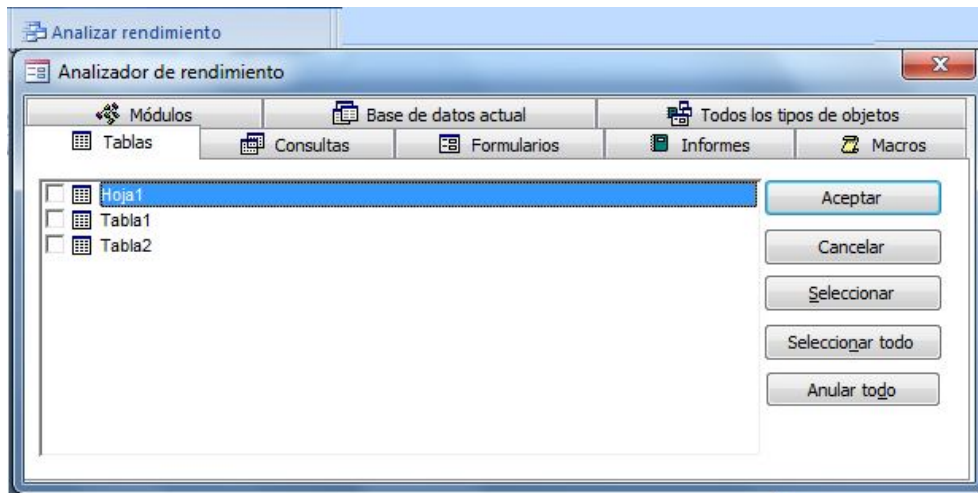 Analizar rendimiento
Analizador de rendimiento
Módulos Base de datos actual Todos los tipos de objetos
Tablas Consultas Formularios Informes Macros
Hoja1
Tabla1
Tabla2
Aceptar
Cancelar
Seleccionar
Seleccionar todo
Anular todo